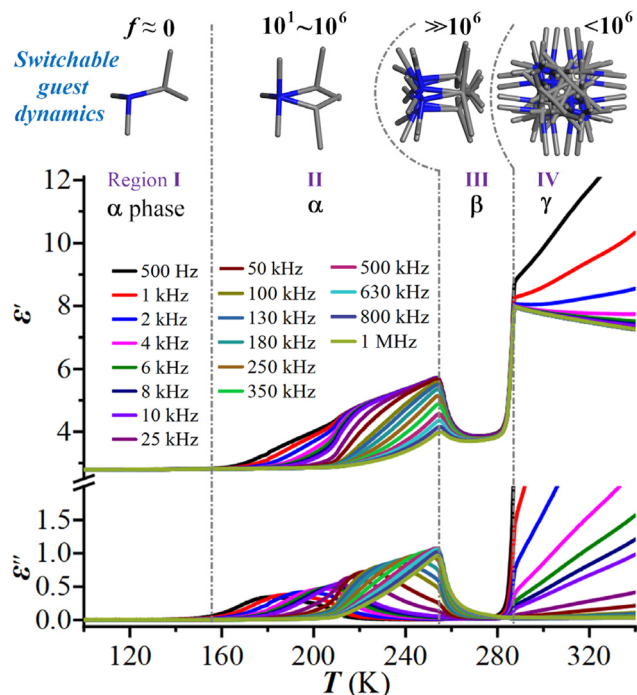 f ≈ 0 10¹~10⁶ ≫10⁶ <10⁶
Switchable
guest
dynamics
Region I II III IV
α phase α β γ
500 Hz 50 kHz 500 kHz
1 kHz 100 kHz 630 kHz
2 kHz 130 kHz 800 kHz
4 kHz 180 kHz 1 MHz
6 kHz 250 kHz
8 kHz 350 kHz
10 kHz
25 kHz
12
10
8
6
4
ε'
1.5
1.0
0.5
0.0
ε''
120 160 200 240 280 320
T (K)